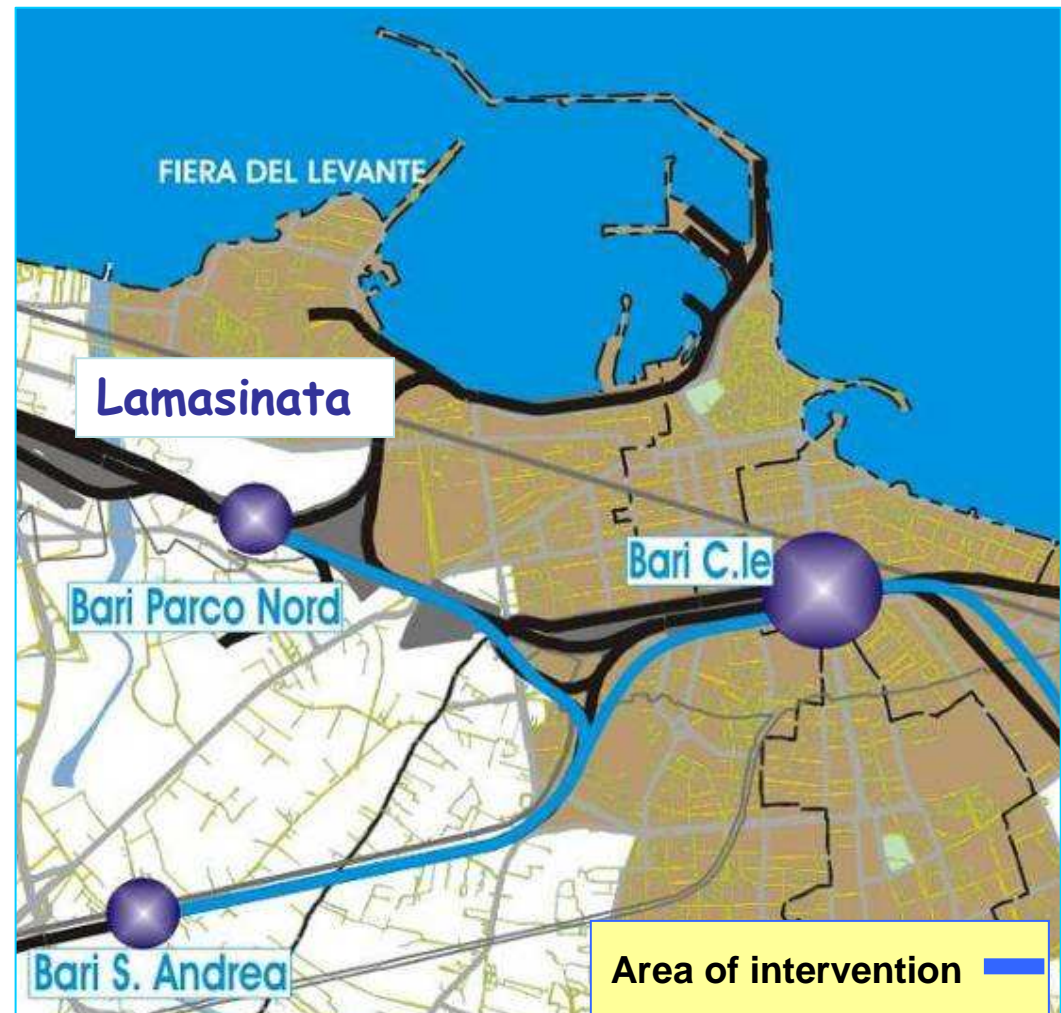 FIERA DEL LEVANTE
Lamasinata
Bari C.le
Bari Parco Nord
Bari S. Andrea
Area of intervention